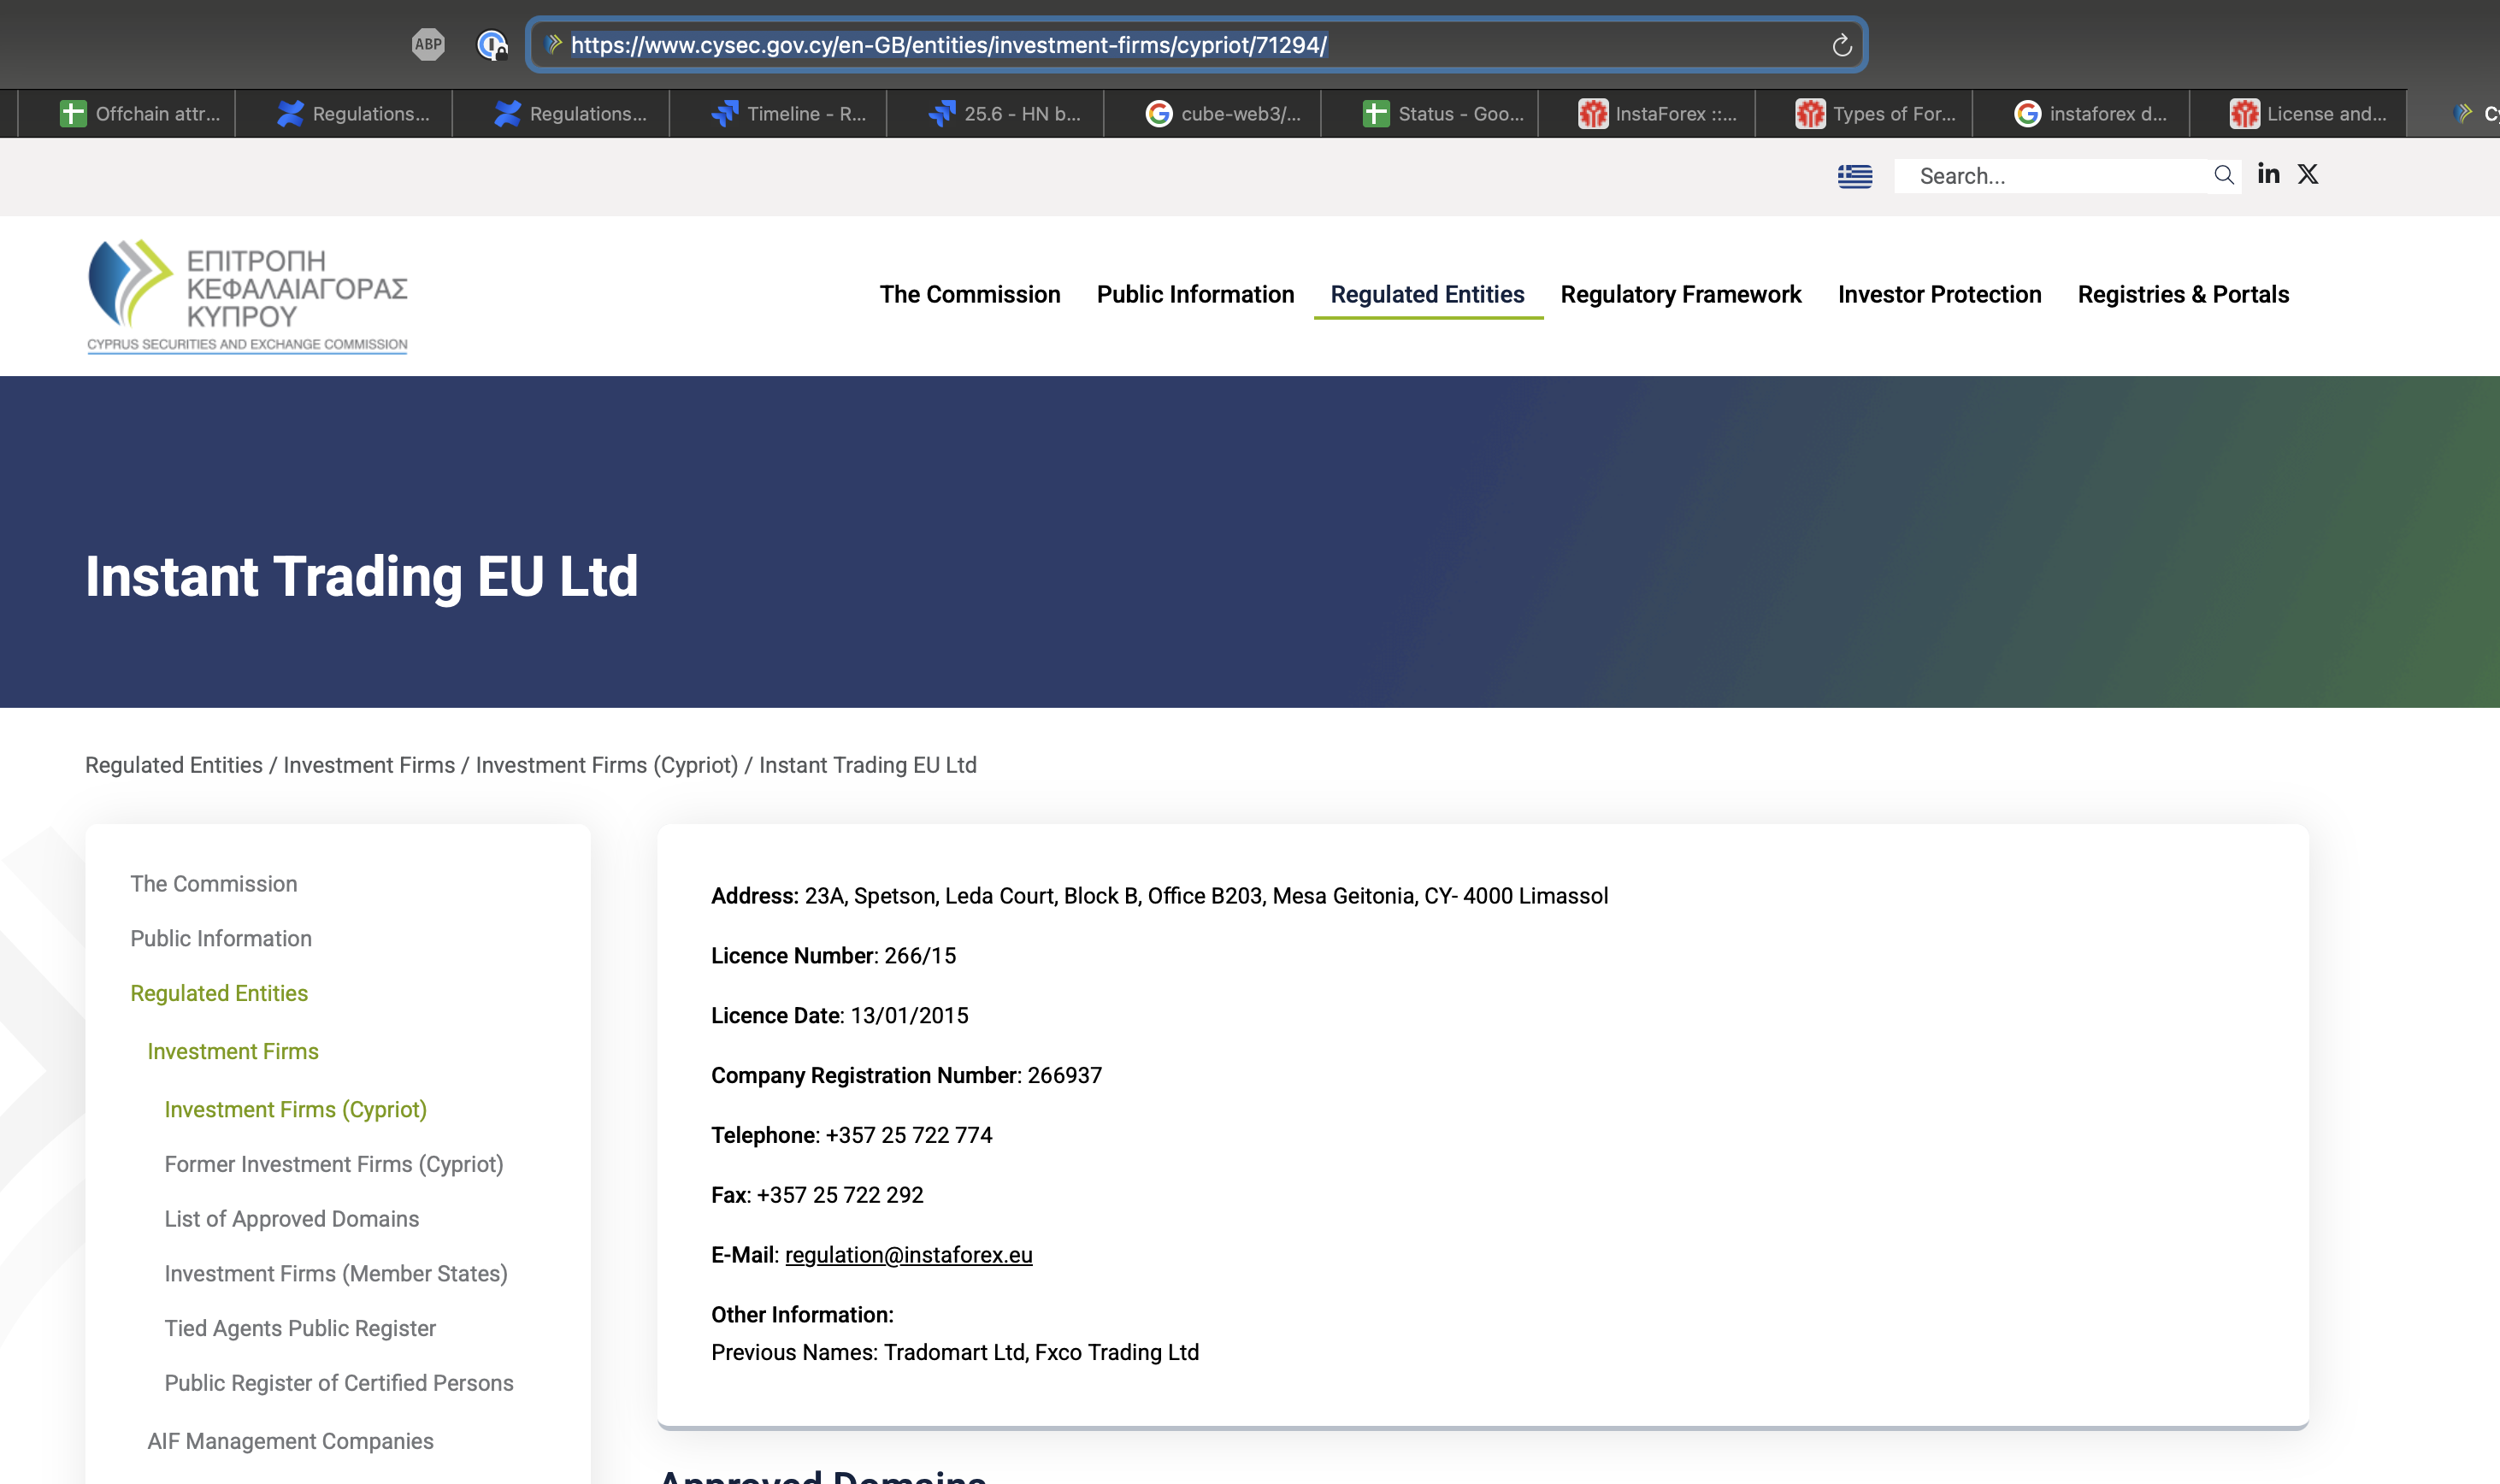 ABP
https://www.cysec.gov.cy/en-GB/entities/investment-firms/cypriot/71294/
Offchain attr...
Regulations...
Regulations...
Timeline - R...
25.6 - HN b...
cube-web3/...
Status - Goo...
InstaForex ::...
Types of For...
instaforex d...
License and...
Search...
in X
ΕΠΙΤΡΟΠΗ
ΚΕΦΑΛΑΙΑΓΟΡΑΣ
ΚΥΠΡΟΥ
CYPRUS SECURITIES AND EXCHANGE COMMISSION
The Commission
Public Information
Regulated Entities
Regulatory Framework
Investor Protection
Registries & Portals
Instant Trading EU Ltd
Regulated Entities / Investment Firms / Investment Firms (Cypriot) / Instant Trading EU Ltd
The Commission
Public Information
Regulated Entities
Investment Firms
Investment Firms (Cypriot)
Former Investment Firms (Cypriot)
List of Approved Domains
Investment Firms (Member States)
Tied Agents Public Register
Public Register of Certified Persons
AIF Management Companies
Address: 23A, Spetson, Leda Court, Block B, Office B203, Mesa Geitonia, CY- 4000 Limassol
Licence Number: 266/15
Licence Date: 13/01/2015
Company Registration Number: 266937
Telephone: +357 25 722 774
Fax: +357 25 722 292
E-Mail: regulation@instaforex.eu
Other Information:
Previous Names: Tradomart Ltd, Fxco Trading Ltd
Approved Domains